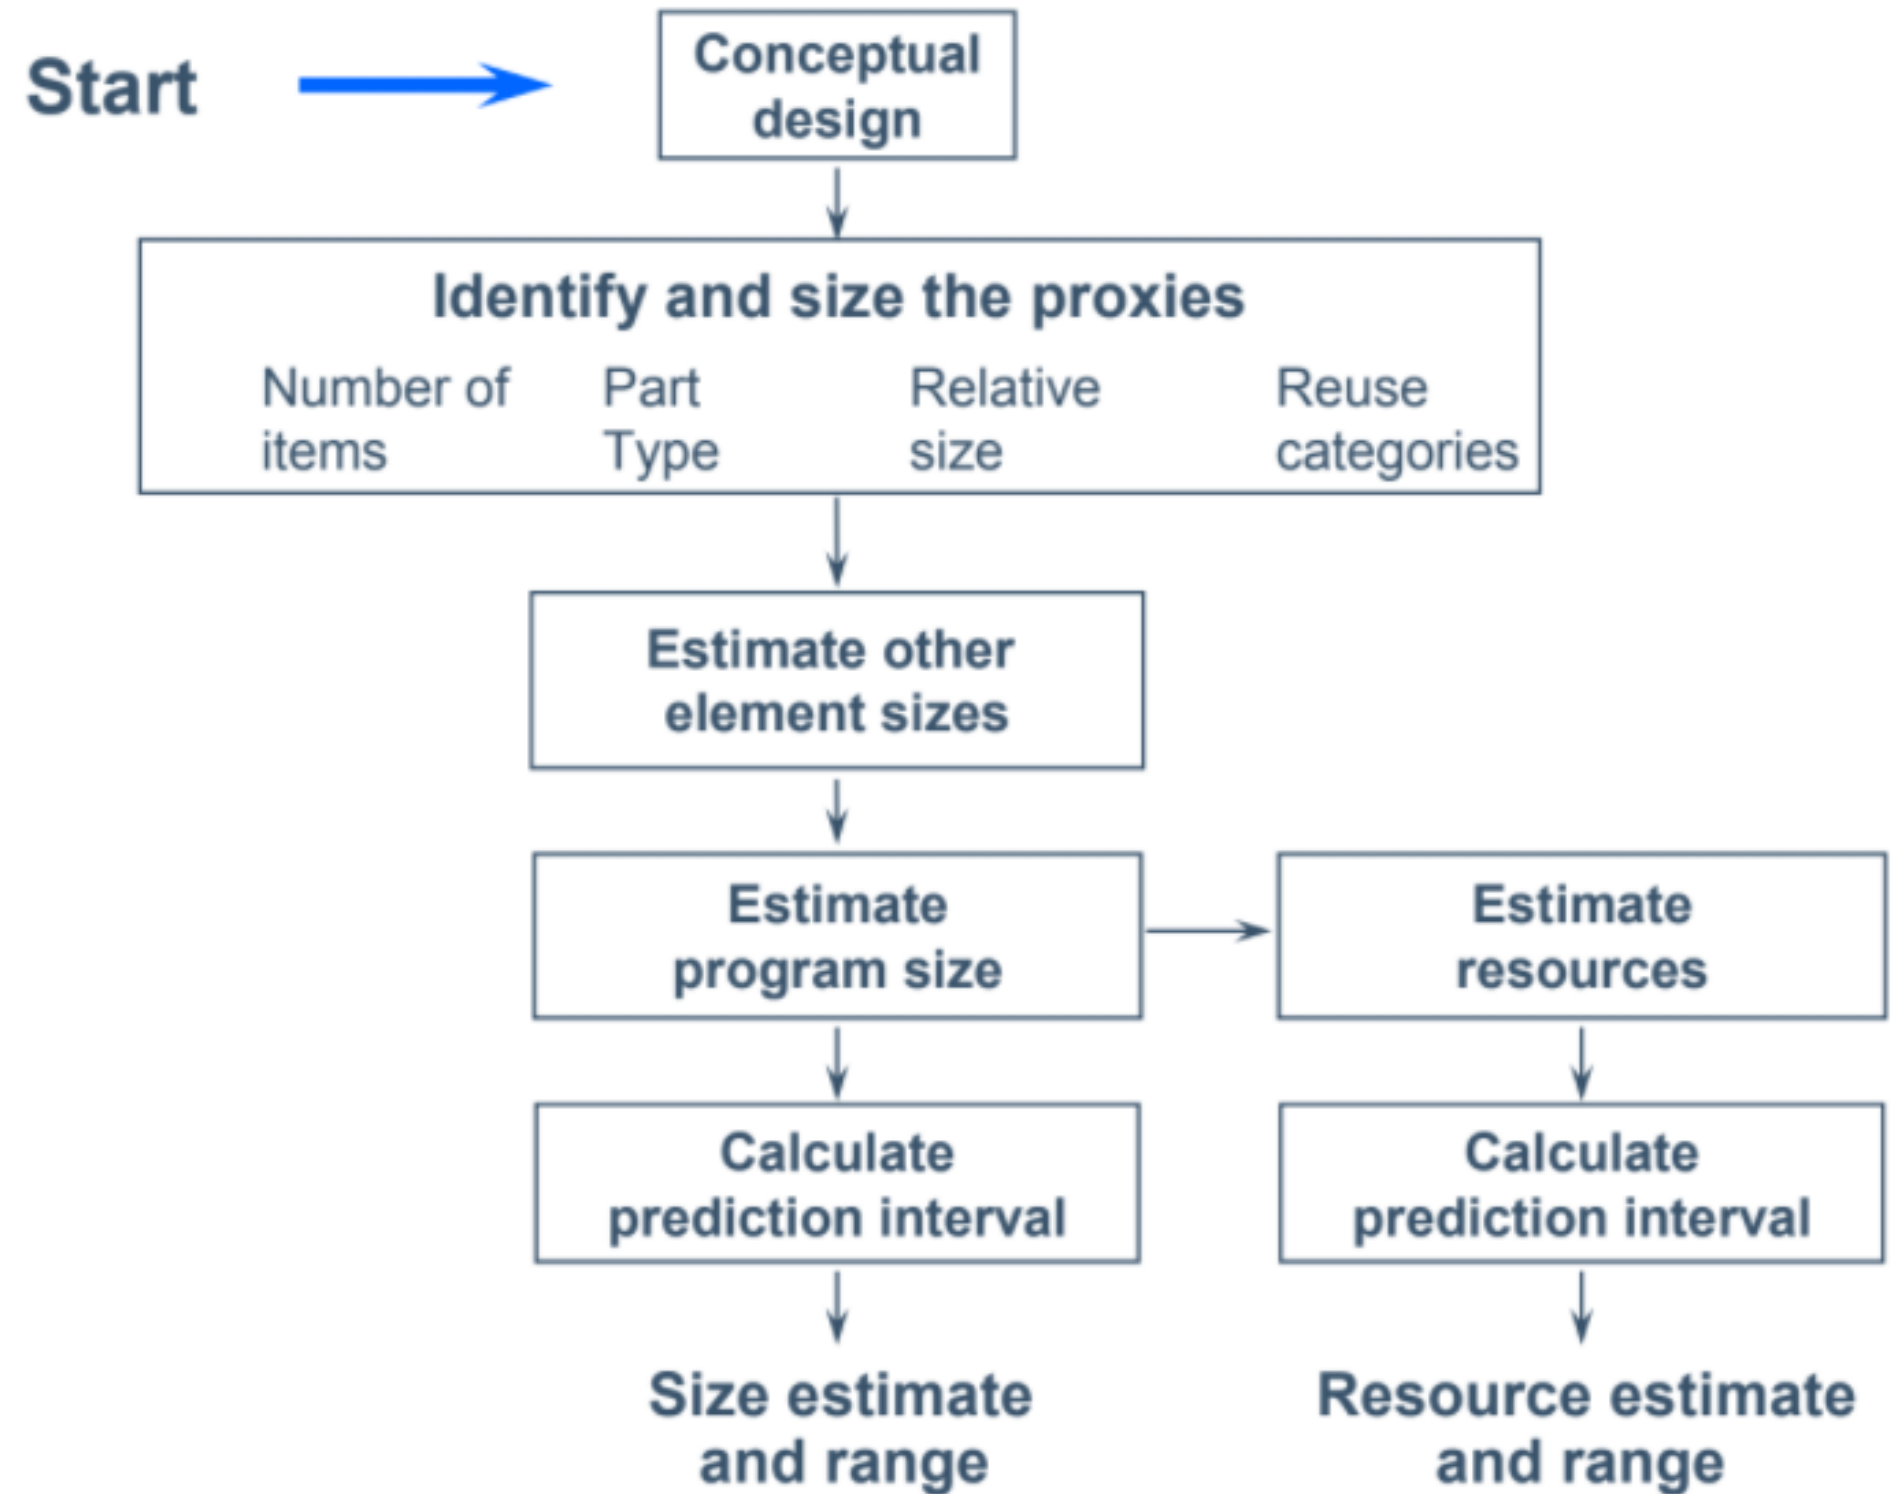 Start
Conceptual
design
Identify and size the proxies
Number of
items
Part
Type
Relative
size
Reuse
categories
Estimate other
element sizes
Estimate
program size
Estimate
resources
Calculate
prediction interval
Calculate
prediction interval
Size estimate
and range
Resource estimate
and range